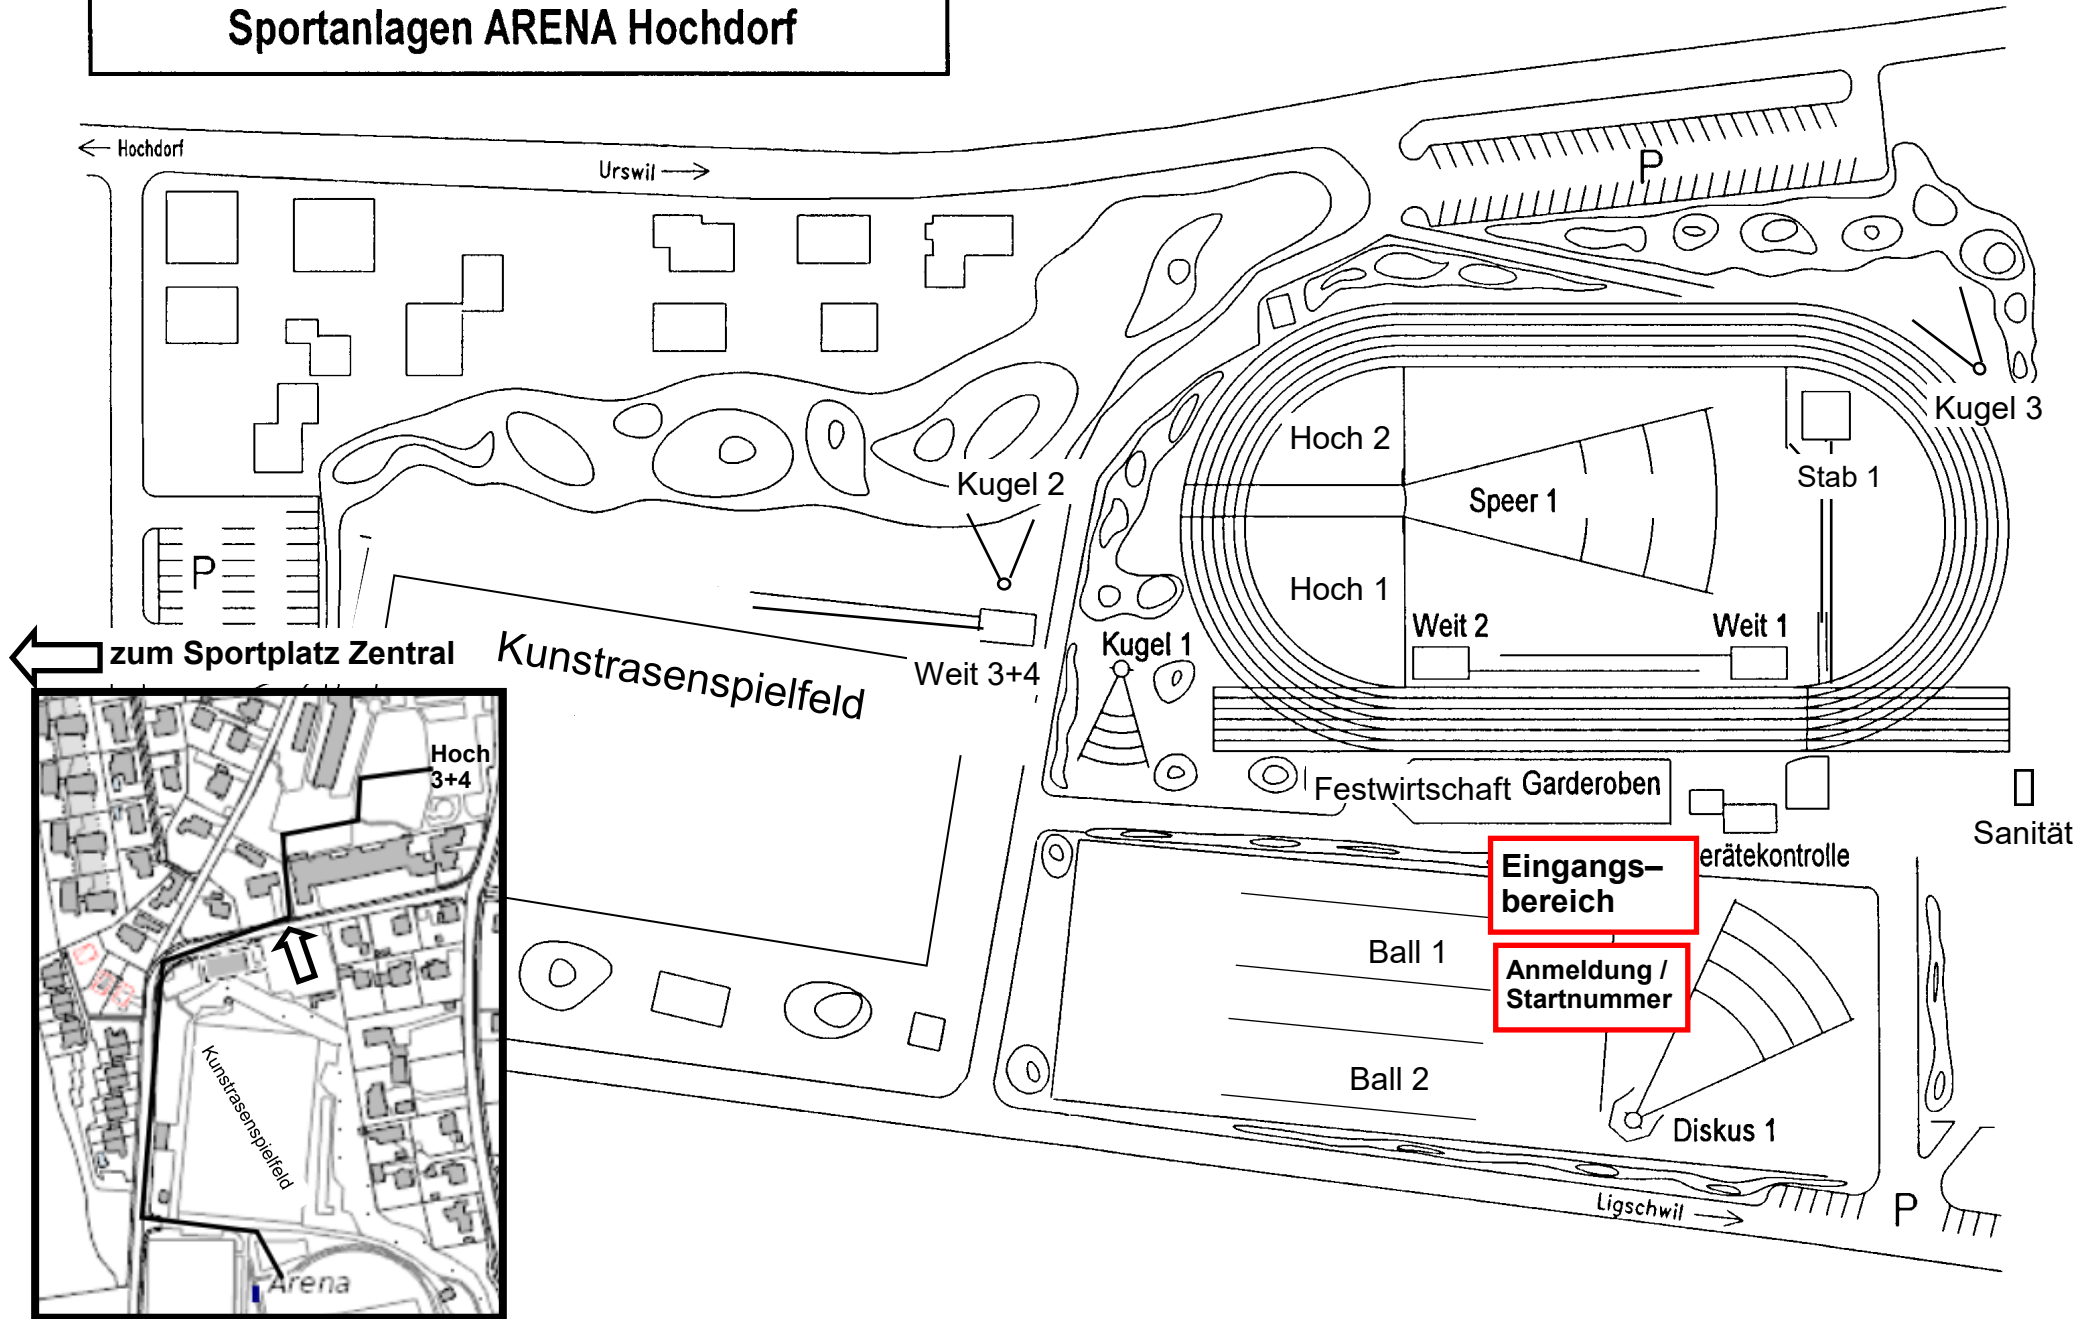 Sportanlagen ARENA Hochdorf
Hochdorf
Urswil
P
P
Kugel 3
Hoch 2
Stab 1
Kugel 2
Speer 1
Hoch 1
Weit 2
Weit 1
zum Sportplatz Zentral
Kunstrasenspielfeld
Weit 3+4
Kugel 1
Hoch
3+4
Festwirtschaft
Garderoben
Sanität
Eingangs–
bereich
erätekontrolle
Ball 1
Anmeldung /
Startnummer
Ball 2
Diskus 1
Kunstrasenspielfeld
Ligschwil
P
Arena